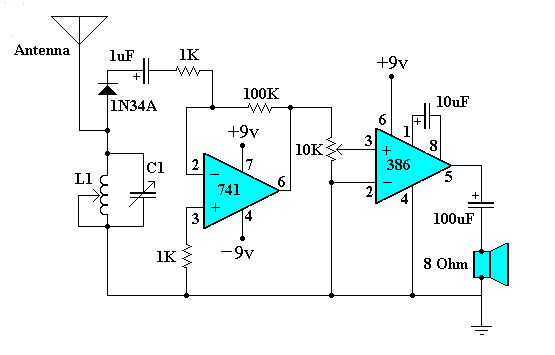 Antenna
1uF
+
1K
1N34A
100K
+9v
+9v
10uF
+
6
1
8
10K
3
+
386
−
2
5
4
L1
C1
2
−
7
741
6
+
3
4
−9v
1K
+
100uF
8 Ohm